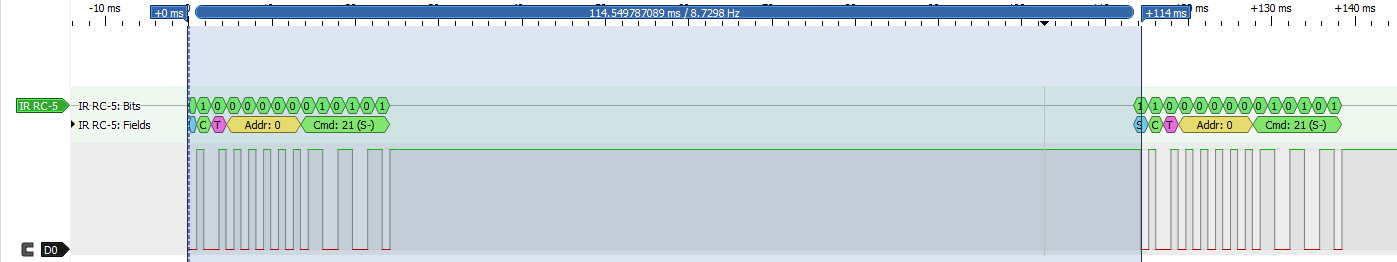 -10 ms +0 ms 114.549787089 ms / 8.7298 Hz +114 ms +130 ms +140 ms
IR RC-5 IR RC-5: Bits 1 0 0 0 0 0 0 0 1 0 1 0 1 1 1 0 0 0 0 0 0 0 1 0 1 0 1
IR RC-5: Fields C T Addr: 0 Cmd: 21 (S-) S C T Addr: 0 Cmd: 21 (S-)
D0